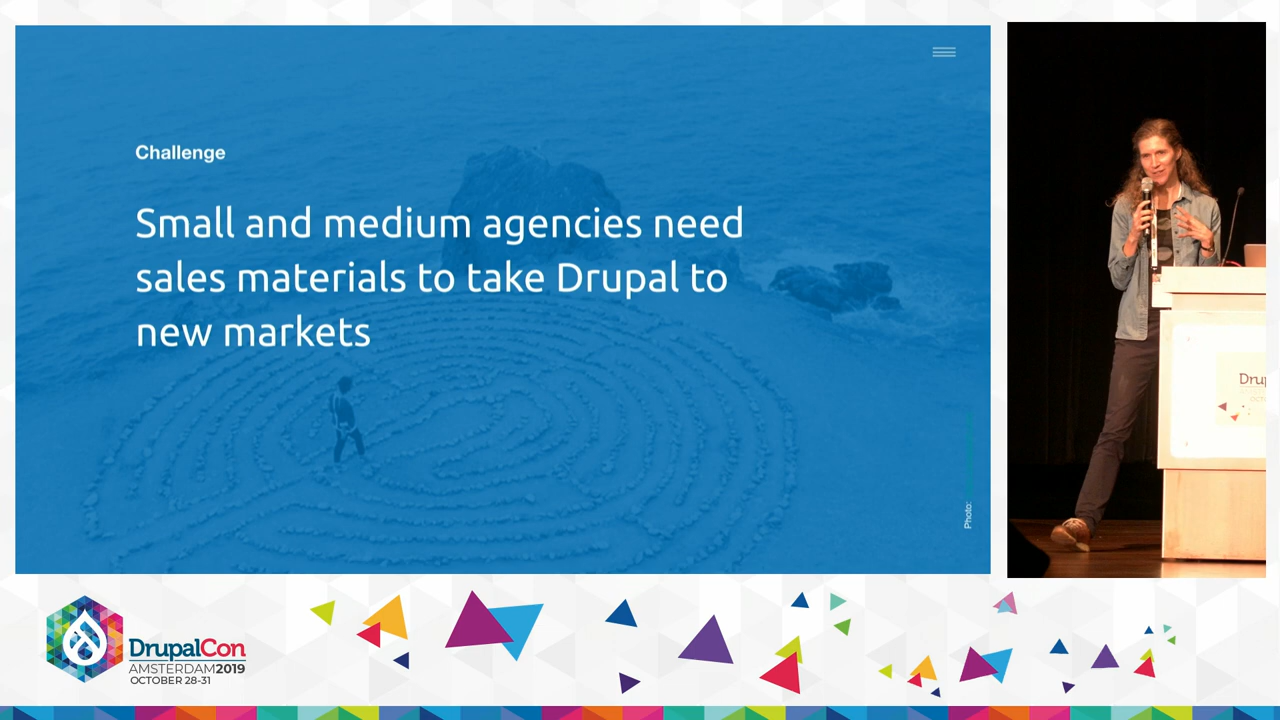 Challenge
Small and medium agencies need
sales materials to take Drupal to
new markets
Photo:
DrupalCon
AMSTERDAM2019
OCTOBER 28-31